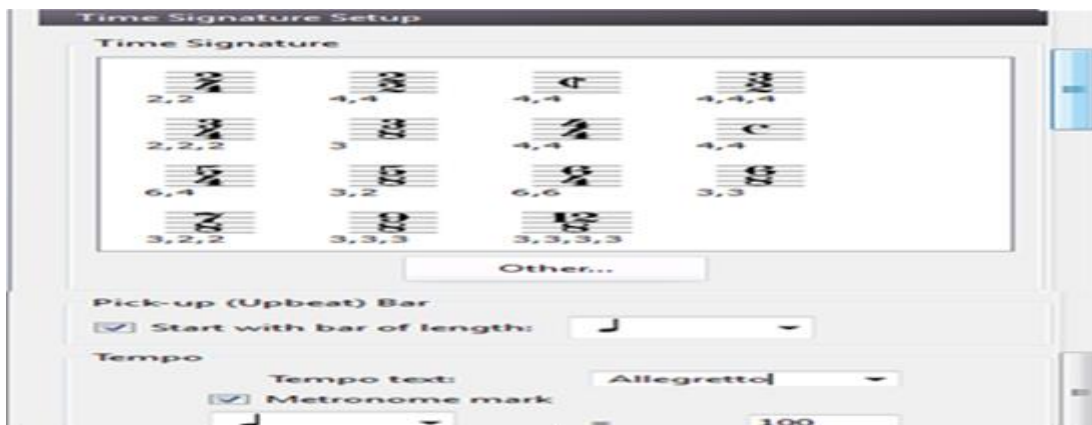 Time Signature Setup
Time Signature
2,2 4,4 4,4 4,4,4
2,2,2 3 4,4 4,4
6,4 3,2 6,6 3,3
3,2,2 3,3,3 3,3,3,3
Other...
Pick-up (Upbeat) Bar
Start with bar of length:
Tempo
Tempo text: Allegretto
Metronome mark
= 100